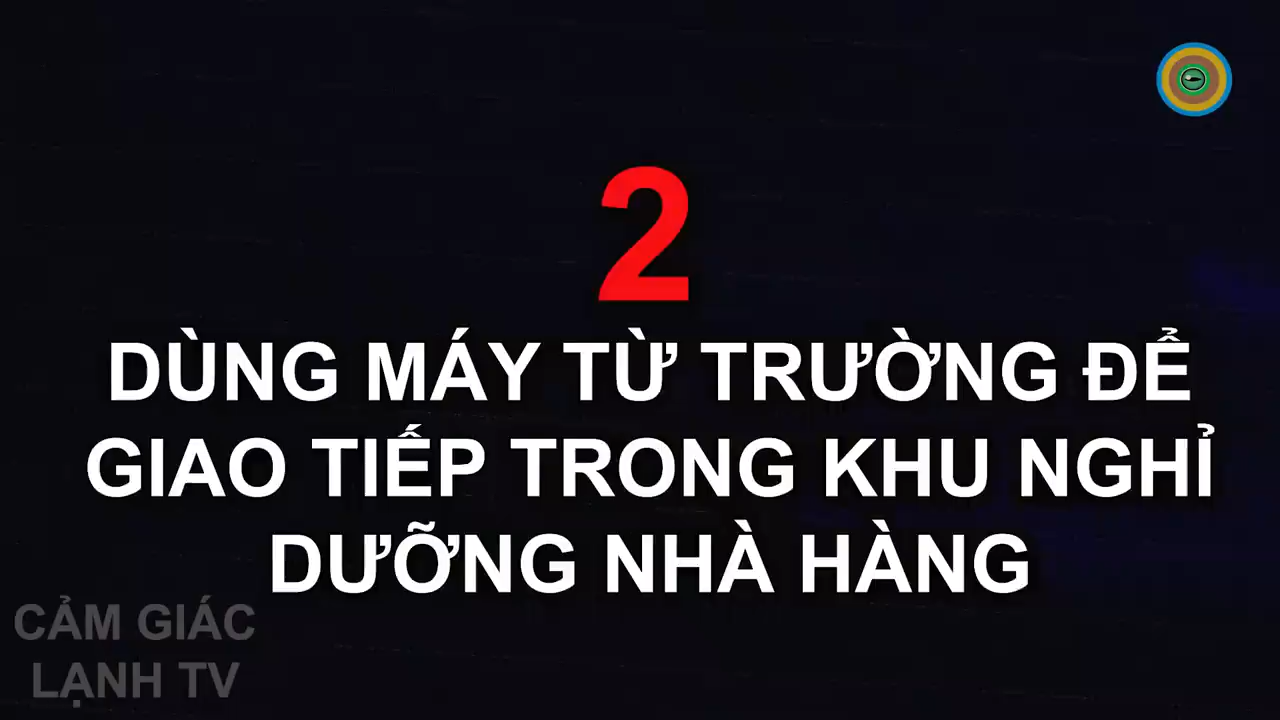 2
DÙNG MÁY TỪ TRƯỜNG ĐỂ
GIAO TIẾP TRONG KHU NGHỈ
DƯỠNG NHÀ HÀNG
CẢM GIÁC
LẠNH TV